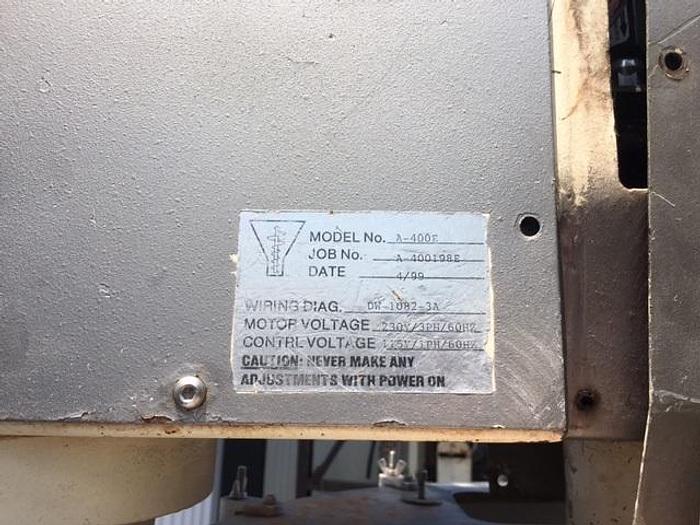 MODEL No. A-400E
JOB No. A-400198E
DATE 4/99
WIRING DIAG. DW-1082-3A
MOTOR VOLTAGE 230V/3PH/60HZ
CONTRL VOLTAGE 115V/1PH/60HZ
CAUTION: NEVER MAKE ANY
ADJUSTMENTS WITH POWER ON